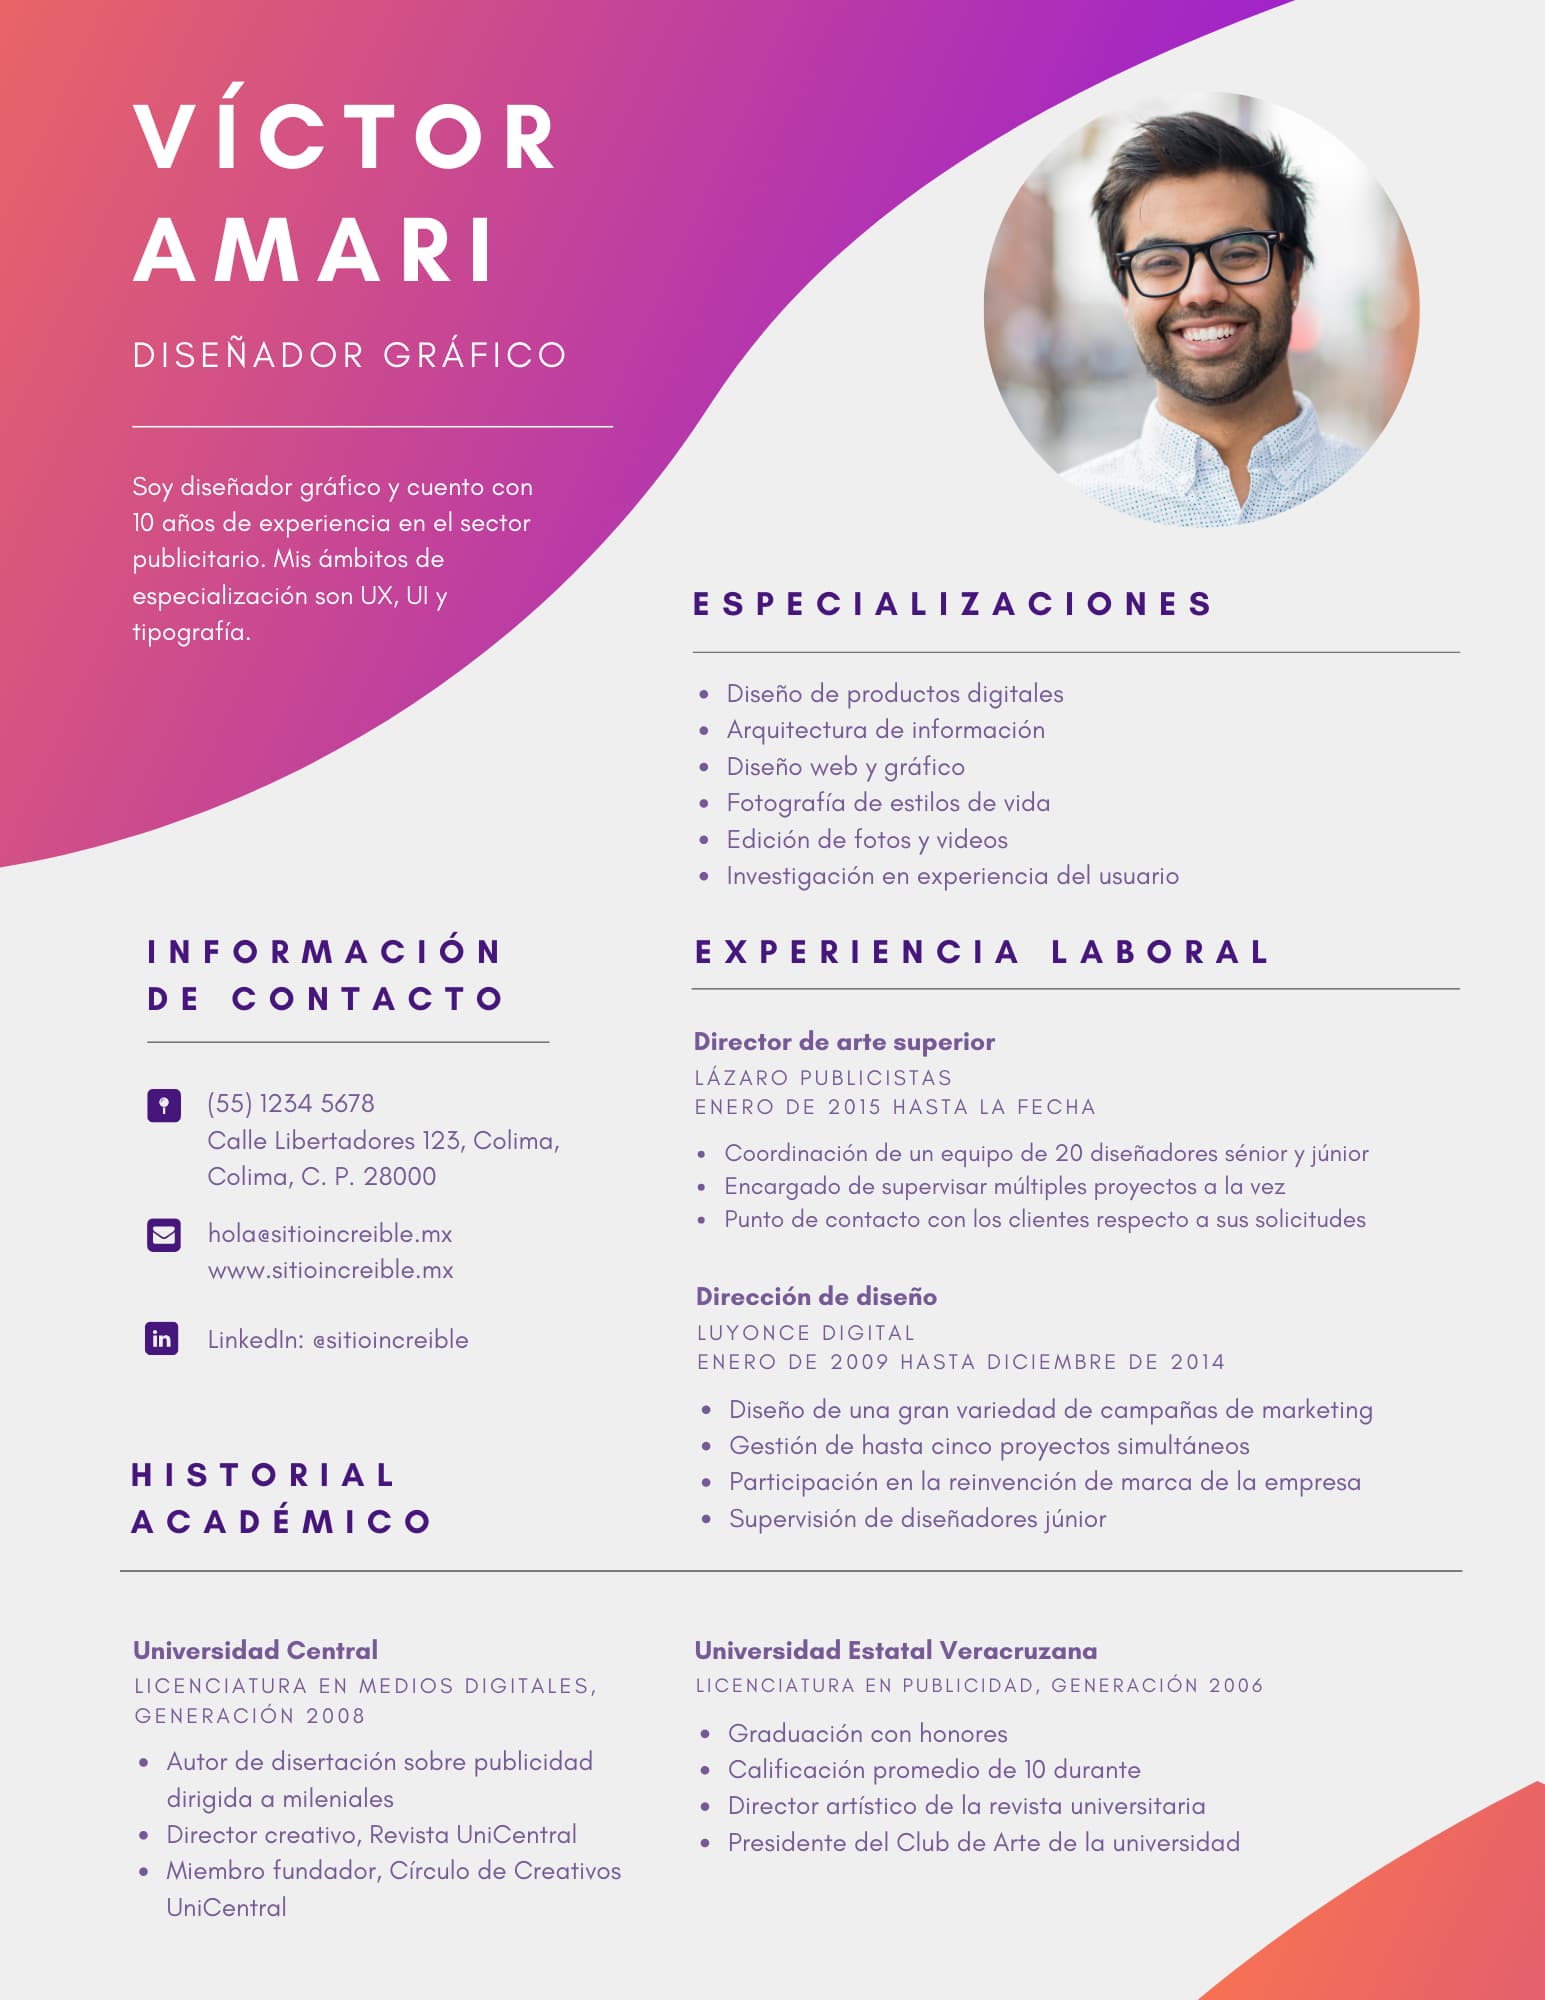 VÍCTOR
AMARI
DISEÑADOR GRÁFICO
Soy diseñador gráfico y cuento con
10 años de experiencia en el sector
publicitario. Mis ámbitos de
especialización son UX, UI y
tipografía.
ESPECIALIZACIONES
Diseño de productos digitales
Arquitectura de información
Diseño web y gráfico
Fotografía de estilos de vida
Edición de fotos y videos
Investigación en experiencia del usuario
INFORMACIÓN
DE CONTACTO
(55) 1234 5678
Calle Libertadores 123, Colima,
Colima, C. P. 28000
hola@sitioincreible.mx
www.sitioincreible.mx
in
LinkedIn: @sitioincreible
EXPERIENCIA LABORAL
Director de arte superior
LÁZARO PUBLICISTAS
ENERO DE 2015 HASTA LA FECHA
Coordinación de un equipo de 20 diseñadores sénior y júnior
Encargado de supervisar múltiples proyectos a la vez
Punto de contacto con los clientes respecto a sus solicitudes
Dirección de diseño
LUYONCE DIGITAL
ENERO DE 2009 HASTA DICIEMBRE DE 2014
Diseño de una gran variedad de campañas de marketing
Gestión de hasta cinco proyectos simultáneos
Participación en la reinvención de marca de la empresa
Supervisión de diseñadores júnior
HISTORIAL
ACADÉMICO
Universidad Central
LICENCIATURA EN MEDIOS DIGITALES,
GENERACIÓN 2008
Autor de disertación sobre publicidad
dirigida a mileniales
Director creativo, Revista UniCentral
Miembro fundador, Círculo de Creativos
UniCentral
Universidad Estatal Veracruzana
LICENCIATURA EN PUBLICIDAD, GENERACIÓN 2006
Graduación con honores
Calificación promedio de 10 durante
Director artístico de la revista universitaria
Presidente del Club de Arte de la universidad